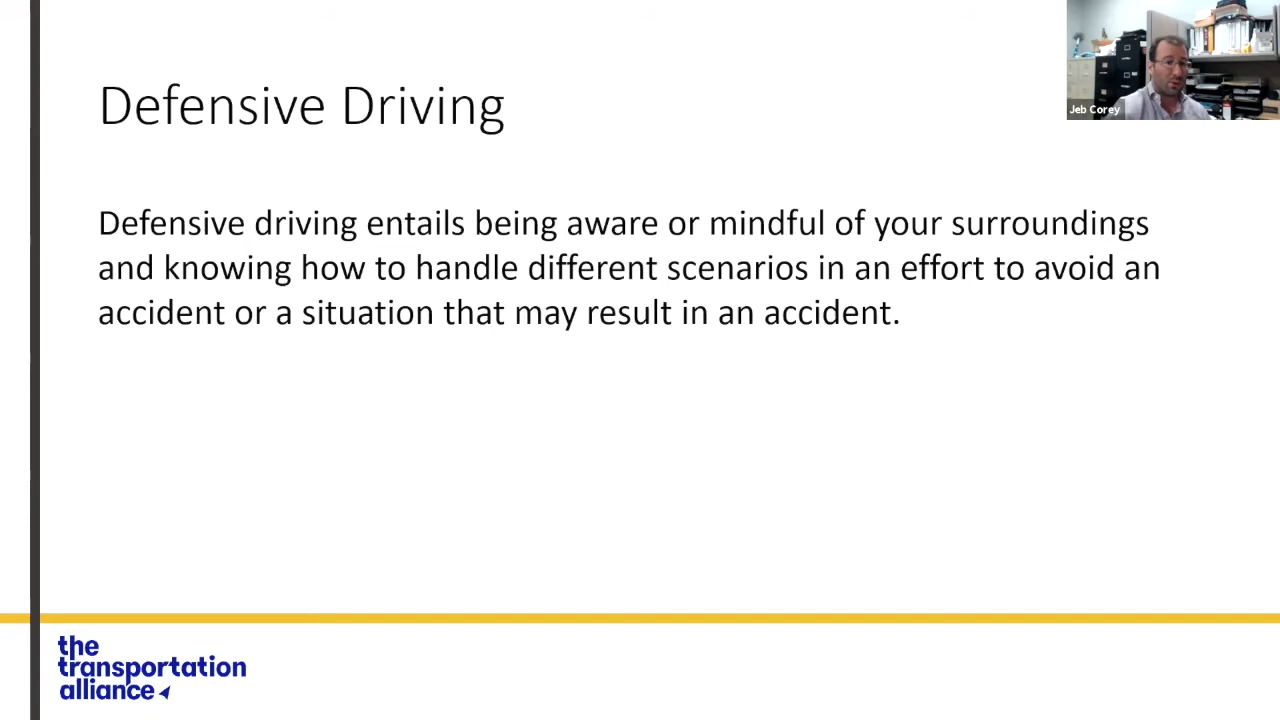 Defensive Driving
Jeb Corey
Defensive driving entails being aware or mindful of your surroundings
and knowing how to handle different scenarios in an effort to avoid an
accident or a situation that may result in an accident.
the
transportation
alliance